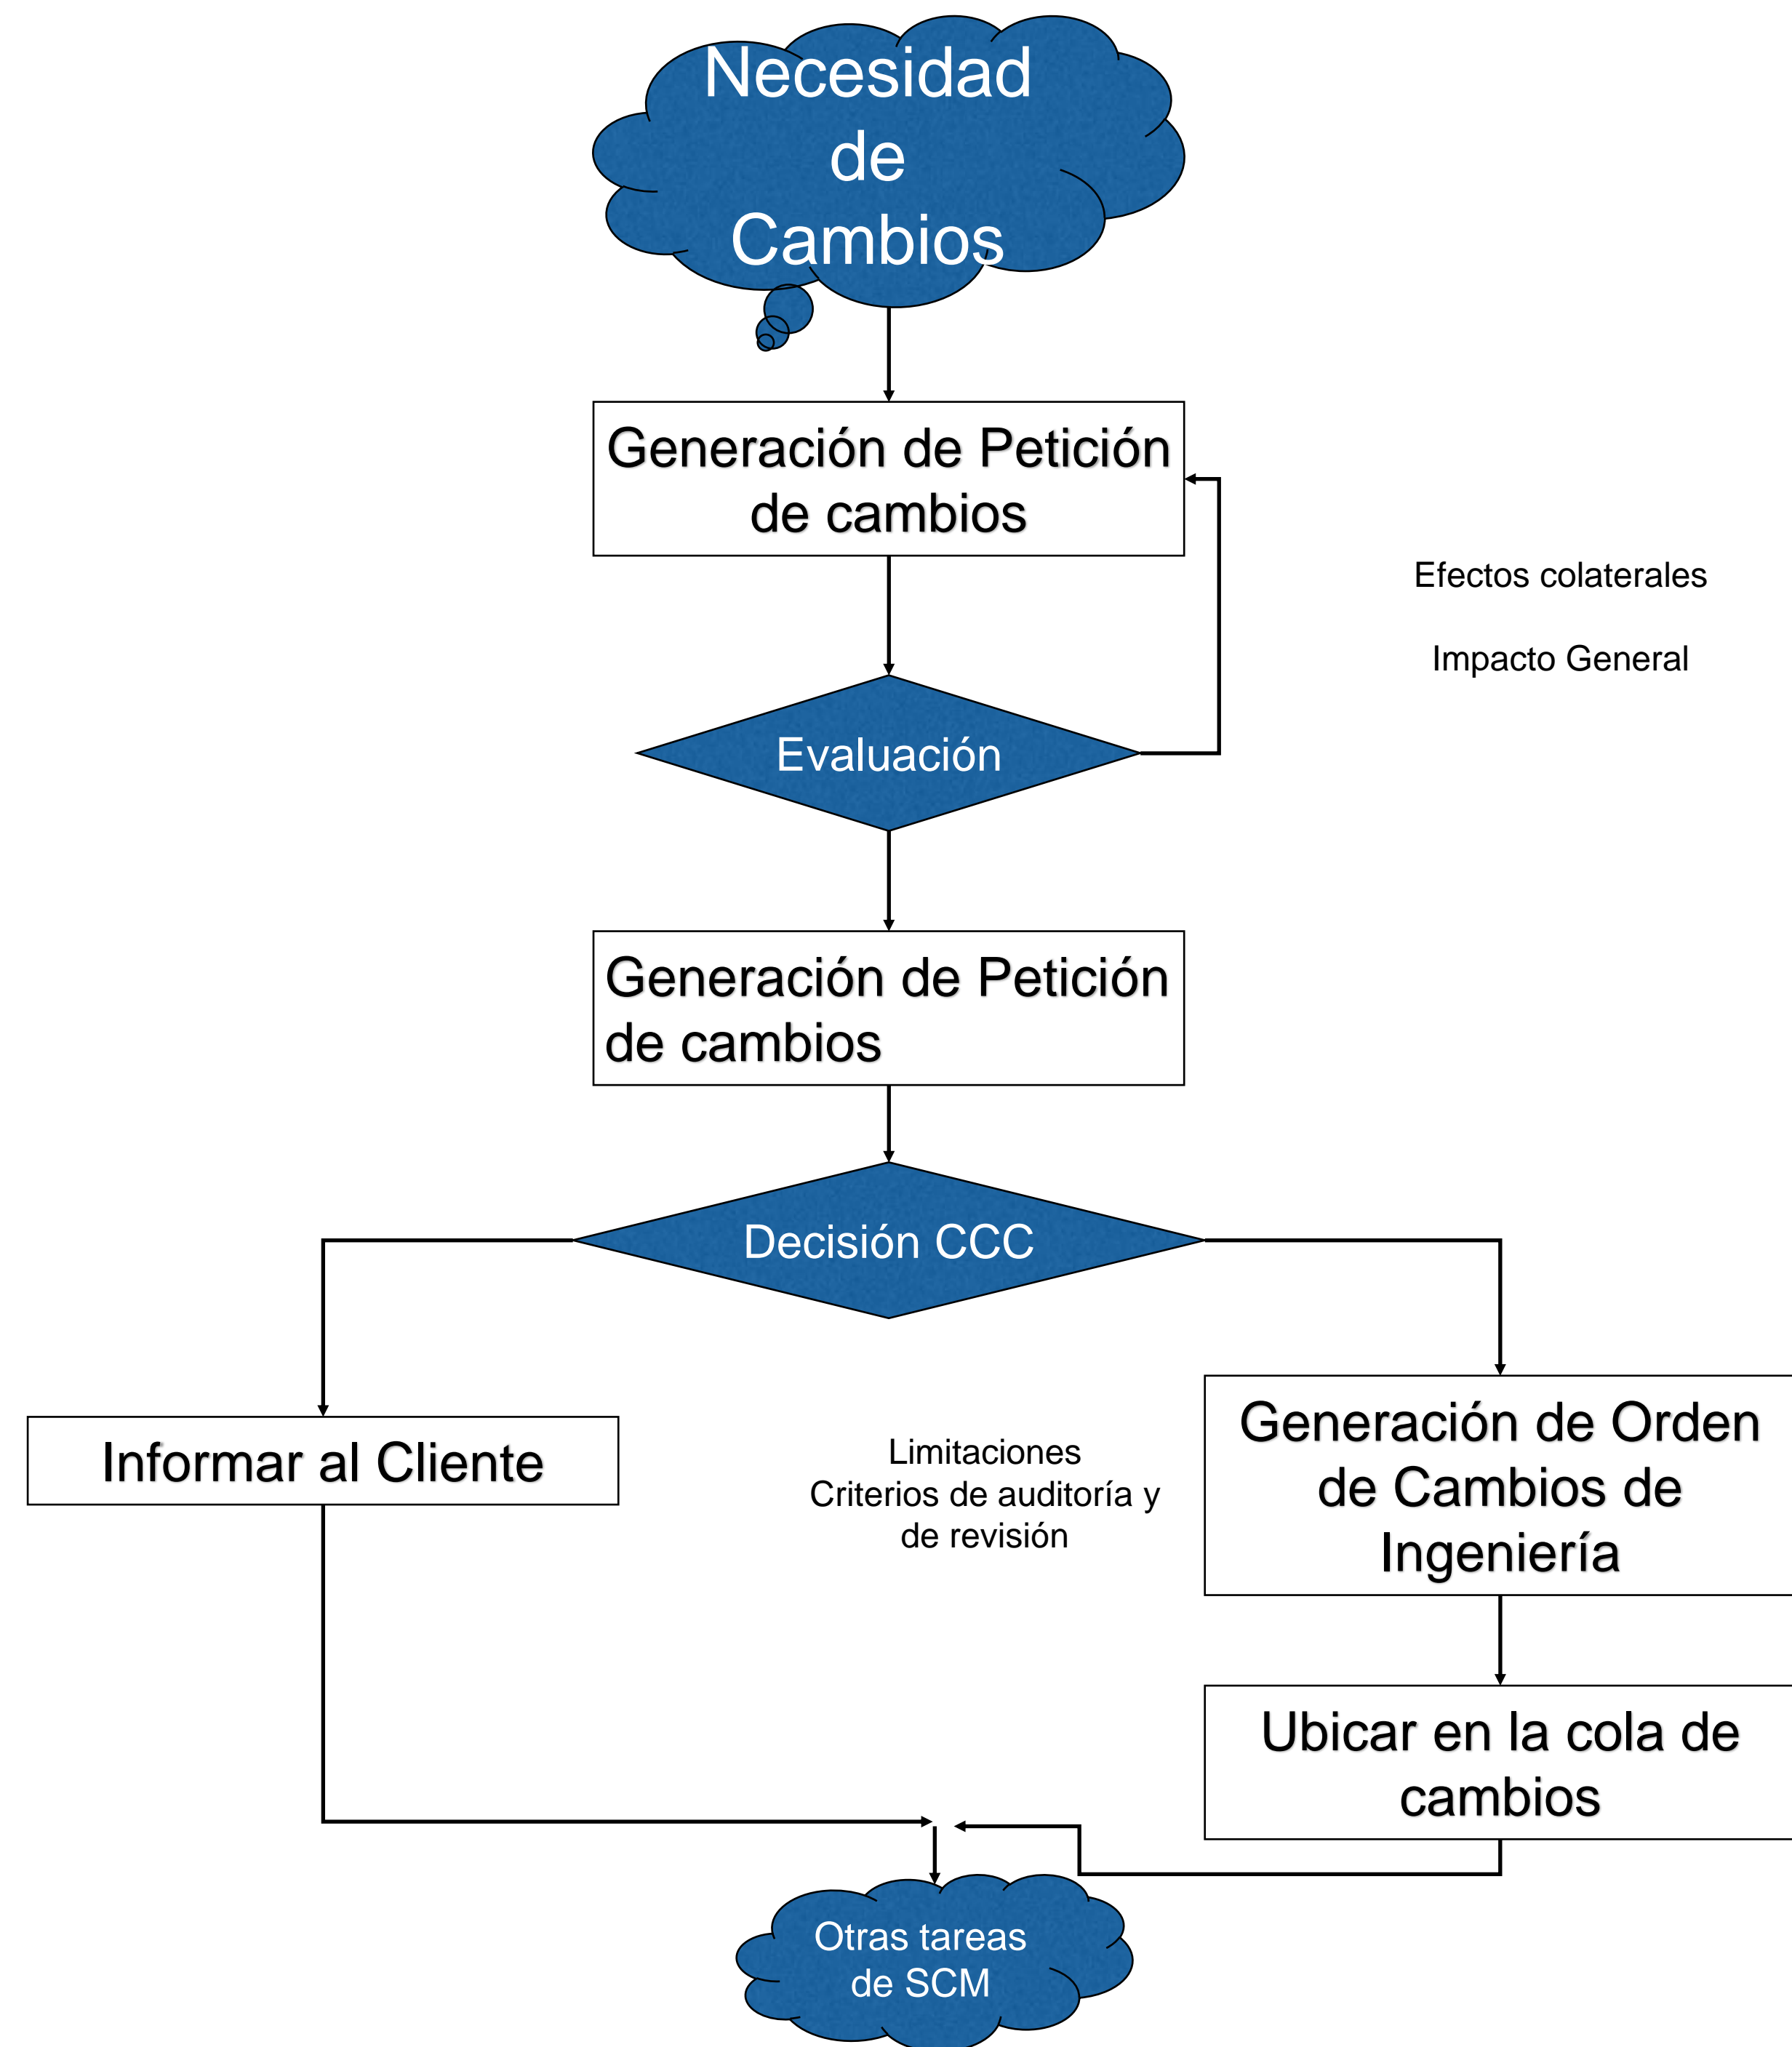 Necesidad
de
Cambios
Generación de Petición
de cambios
Efectos colaterales
Impacto General
Evaluación
Generación de Petición
de cambios
Decisión CCC
Informar al Cliente
Limitaciones
Criterios de auditoría y
de revisión
Generación de Orden
de Cambios de
Ingeniería
Ubicar en la cola de
cambios
Otras tareas
de SCM